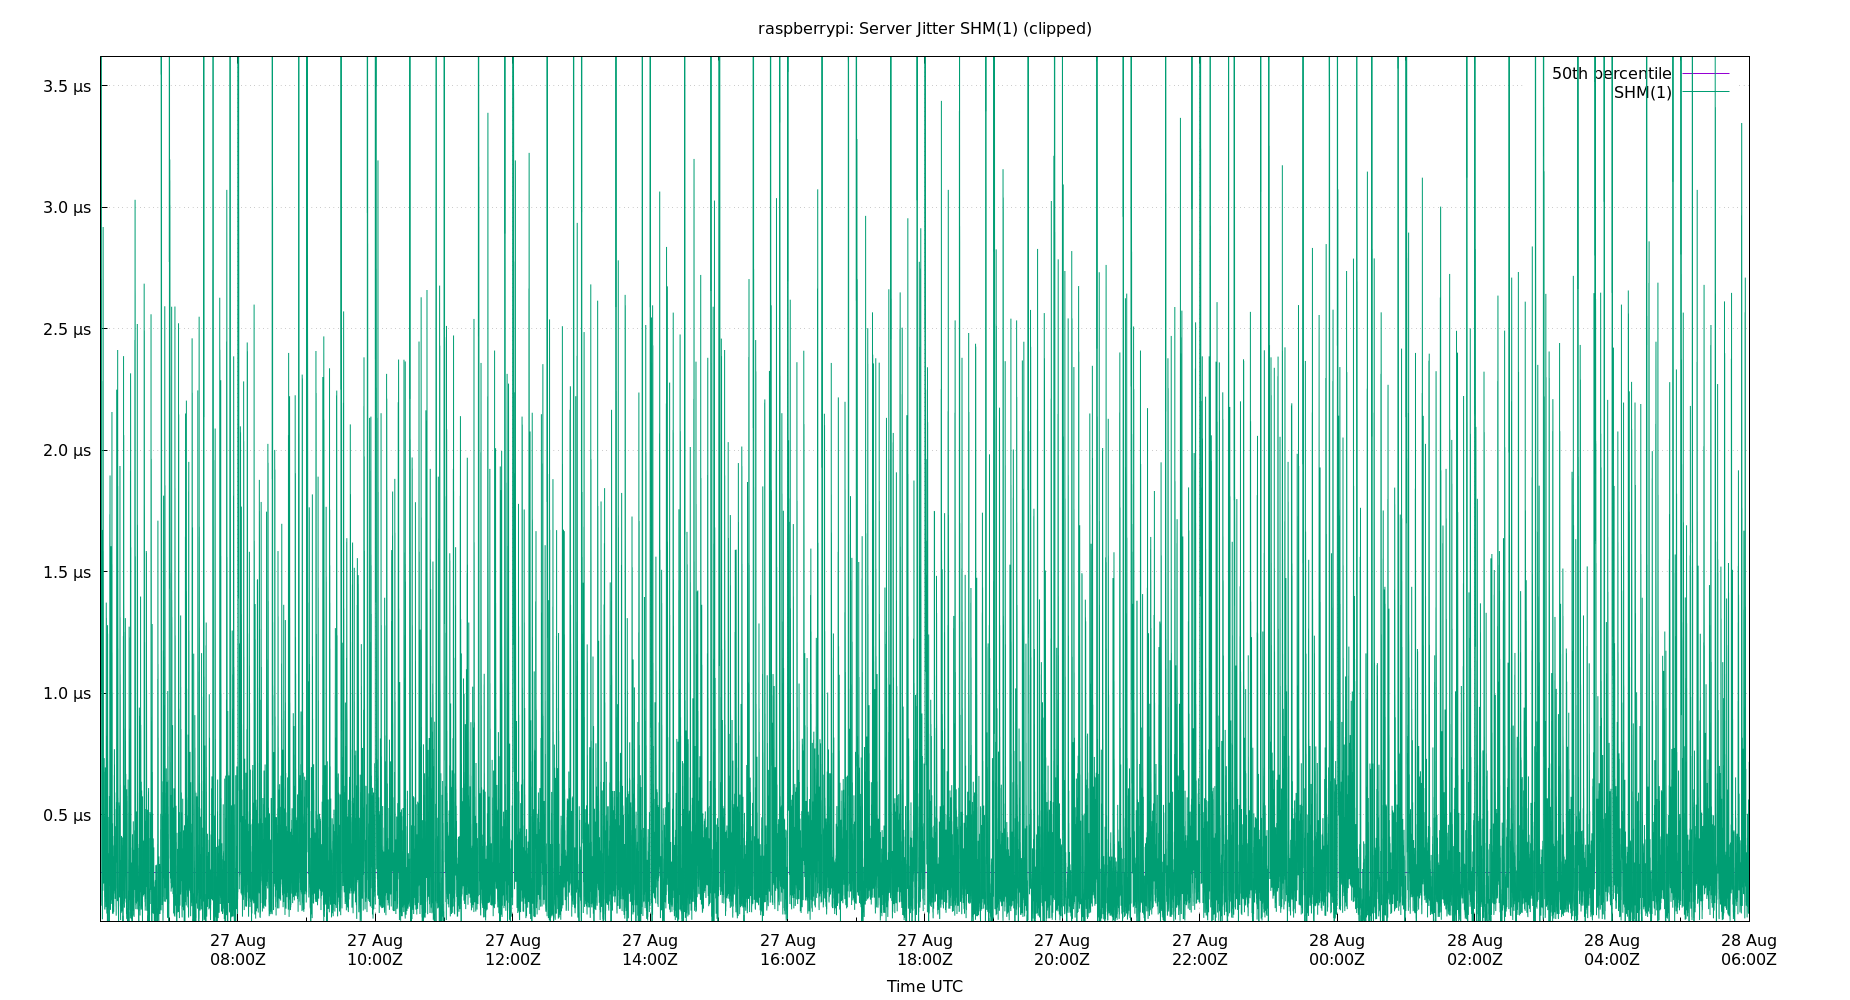 raspberrypi: Server Jitter SHM(1) (clipped)
50th percentile
SHM(1)
3.5 µs
3.0 µs
2.5 µs
2.0 µs
1.5 µs
1.0 µs
0.5 µs
27 Aug 27 Aug 27 Aug 27 Aug 27 Aug 27 Aug 27 Aug 27 Aug 28 Aug 28 Aug 28 Aug 28 Aug
08:00Z 10:00Z 12:00Z 14:00Z 16:00Z 18:00Z 20:00Z 22:00Z 00:00Z 02:00Z 04:00Z 06:00Z
Time UTC